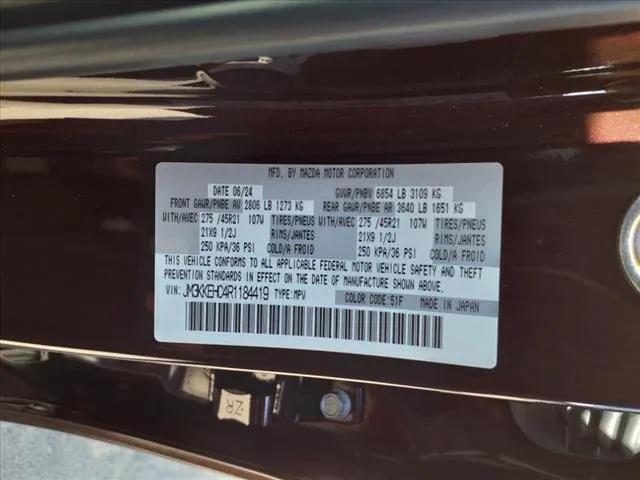 MFD. BY MAZDA MOTOR CORPORATION
DATE 06/24 GVWR/PNBV 6854 LB 3109 KG
FRONT GAWR/PNBE AV 2806 LB 1273 KG REAR GAWR/PNBE AR 3640 LB 1651 KG
WITH/AVEC 275 /45R21 107W TIRES/PNEUS WITH/AVEC 275 /45R21 107W TIRES/PNEUS
21X9 1/2J RIMS/JANTES 21X9 1/2J RIMS/JANTES
250 KPA/36 PSI COLD/A FROID 250 KPA/36 PSI COLD/A FROID
THIS VEHICLE CONFORMS TO ALL APPLICABLE FEDERAL MOTOR VEHICLE SAFETY AND THEFT
PREVENTION STANDARDS IN EFFECT ON THE DATE OF MANUFACTURE SHOWN ABOVE.
VIN: JM3KKEHC4R1184419 TYPE: MPV COLOR CODE: 51F MADE IN JAPAN
ZR